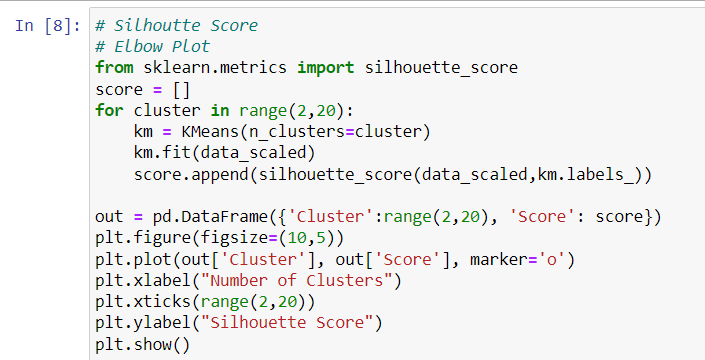 In [8]: # Silhoutte Score
# Elbow Plot
from sklearn.metrics import silhouette_score
score = []
for cluster in range(2,20):
    km = KMeans(n_clusters=cluster)
    km.fit(data_scaled)
    score.append(silhouette_score(data_scaled,km.labels_))

out = pd.DataFrame({'Cluster':range(2,20), 'Score': score})
plt.figure(figsize=(10,5))
plt.plot(out['Cluster'], out['Score'], marker='o')
plt.xlabel("Number of Clusters")
plt.xticks(range(2,20))
plt.ylabel("Silhouette Score")
plt.show()